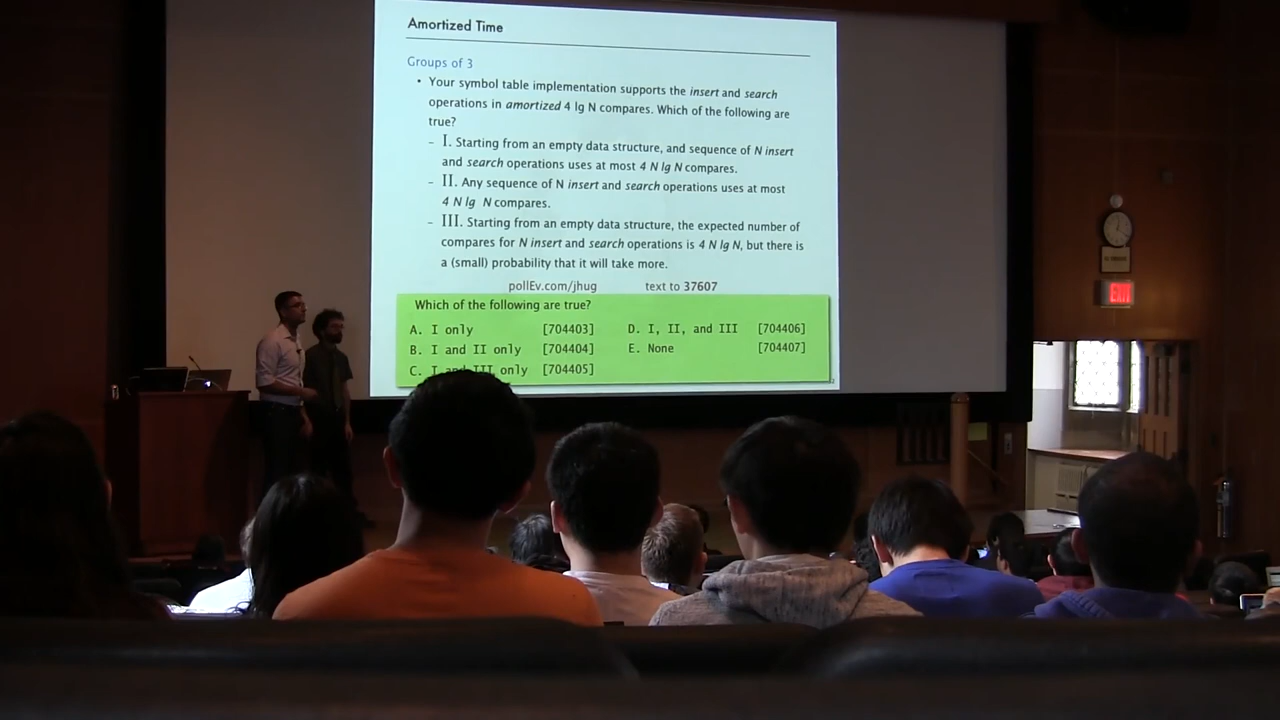 Amortized Time
Groups of 3
• Your symbol table implementation supports the insert and search
operations in amortized 4 lg N compares. Which of the following are
true?
– I. Starting from an empty data structure, and sequence of N insert
and search operations uses at most 4 N lg N compares.
– II. Any sequence of N insert and search operations uses at most
4 N lg N compares.
– III. Starting from an empty data structure, the expected number of
compares for N insert and search operations is 4 N lg N, but there is
a (small) probability that it will take more.
pollEv.com/jhug text to 37607
Which of the following are true?
A. I only [704403] D. I, II, and III [704406]
B. I and II only [704404] E. None [704407]
C. I and III only [704405]
EXIT